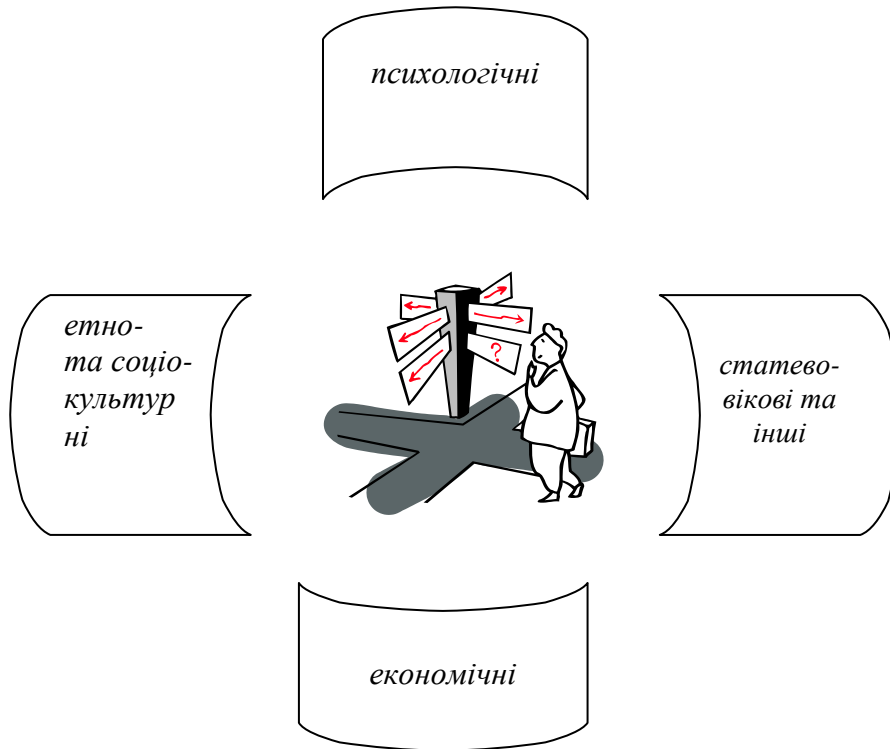 психологічні
етно-
та соціо-
культур
ні
?
статево-
вікові та
інші
економічні